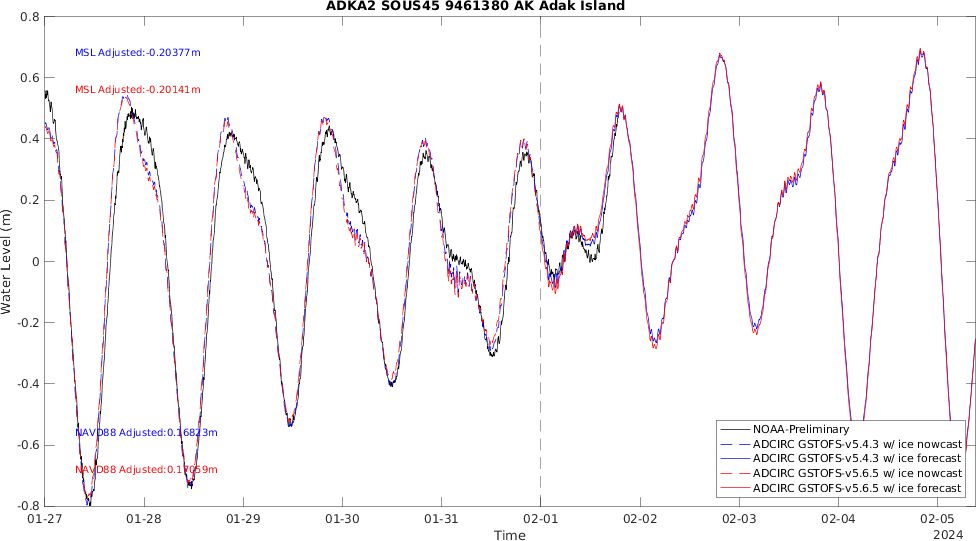 ADKA2 SOUS45 9461380 AK Adak Island
0.8
MSL Adjusted:-0.20377m
0.6
MSL Adjusted:-0.20141m
0.4
0.2
0
Water Level (m)
-0.2
-0.4
NAVD88 Adjusted:0.16823m
-0.6
NAVD88 Adjusted:0.17059m
-0.8
NOAA-Preliminary
ADCIRC GSTOFS-v5.4.3 w/ ice nowcast
ADCIRC GSTOFS-v5.4.3 w/ ice forecast
ADCIRC GSTOFS-v5.6.5 w/ ice nowcast
ADCIRC GSTOFS-v5.6.5 w/ ice forecast
01-27 01-28 01-29 01-30 01-31 02-01 02-02 02-03 02-04 02-05
Time
2024